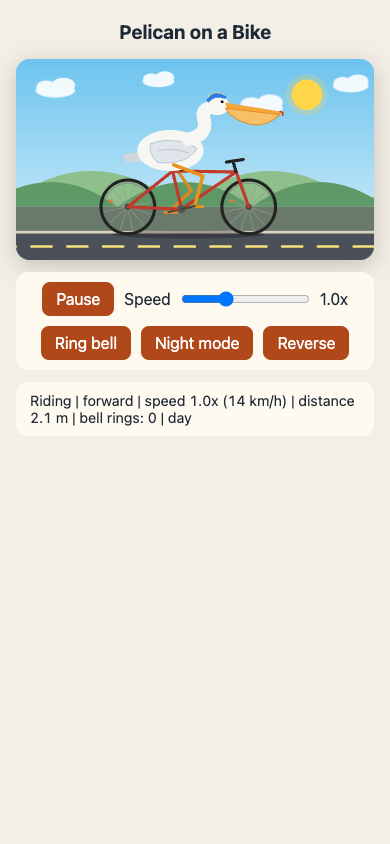 Pelican on a Bike
Pause Speed 1.0x
Ring bell Night mode Reverse
Riding | forward | speed 1.0x (14 km/h) | distance
2.1 m | bell rings: 0 | day